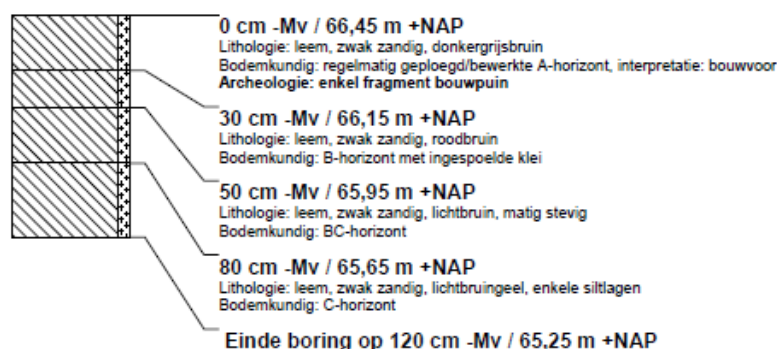 0 cm -Mv / 66,45 m +NAP
Lithologie: leem, zwak zandig, donkergrijsbruin
Bodemkundig: regelmatig geploegd/bewerkte A-horizont, interpretatie: bouwvoor
Archeologie: enkel fragment bouwpuin
30 cm -Mv / 66,15 m +NAP
Lithologie: leem, zwak zandig, roodbruin
Bodemkundig: B-horizont met ingespoelde klei
50 cm -Mv / 65,95 m +NAP
Lithologie: leem, zwak zandig, lichtbruin, matig stevig
Bodemkundig: BC-horizont
80 cm -Mv / 65,65 m +NAP
Lithologie: leem, zwak zandig, lichtbruingeel, enkele siltlagen
Bodemkundig: C-horizont
Einde boring op 120 cm -Mv / 65,25 m +NAP